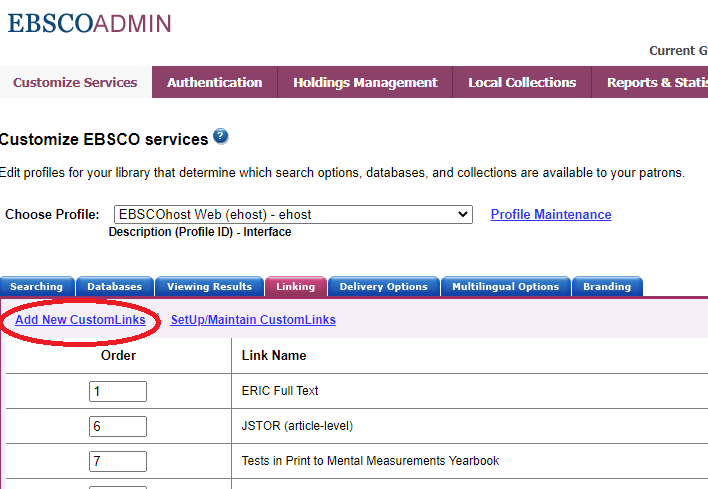 EBSCOADMIN
Current G
Customize Services Authentication Holdings Management Local Collections Reports & Statis
Customize EBSCO services ?
Edit profiles for your library that determine which search options, databases, and collections are available to your patrons.
Choose Profile: EBSCOhost Web (ehost) - ehost Profile Maintenance
Description (Profile ID) - Interface
Searching Databases Viewing Results Linking Delivery Options Multilingual Options Branding
Add New CustomLinks SetUp/Maintain CustomLinks
Order Link Name
1 ERIC Full Text
6 JSTOR (article-level)
7 Tests in Print to Mental Measurements Yearbook